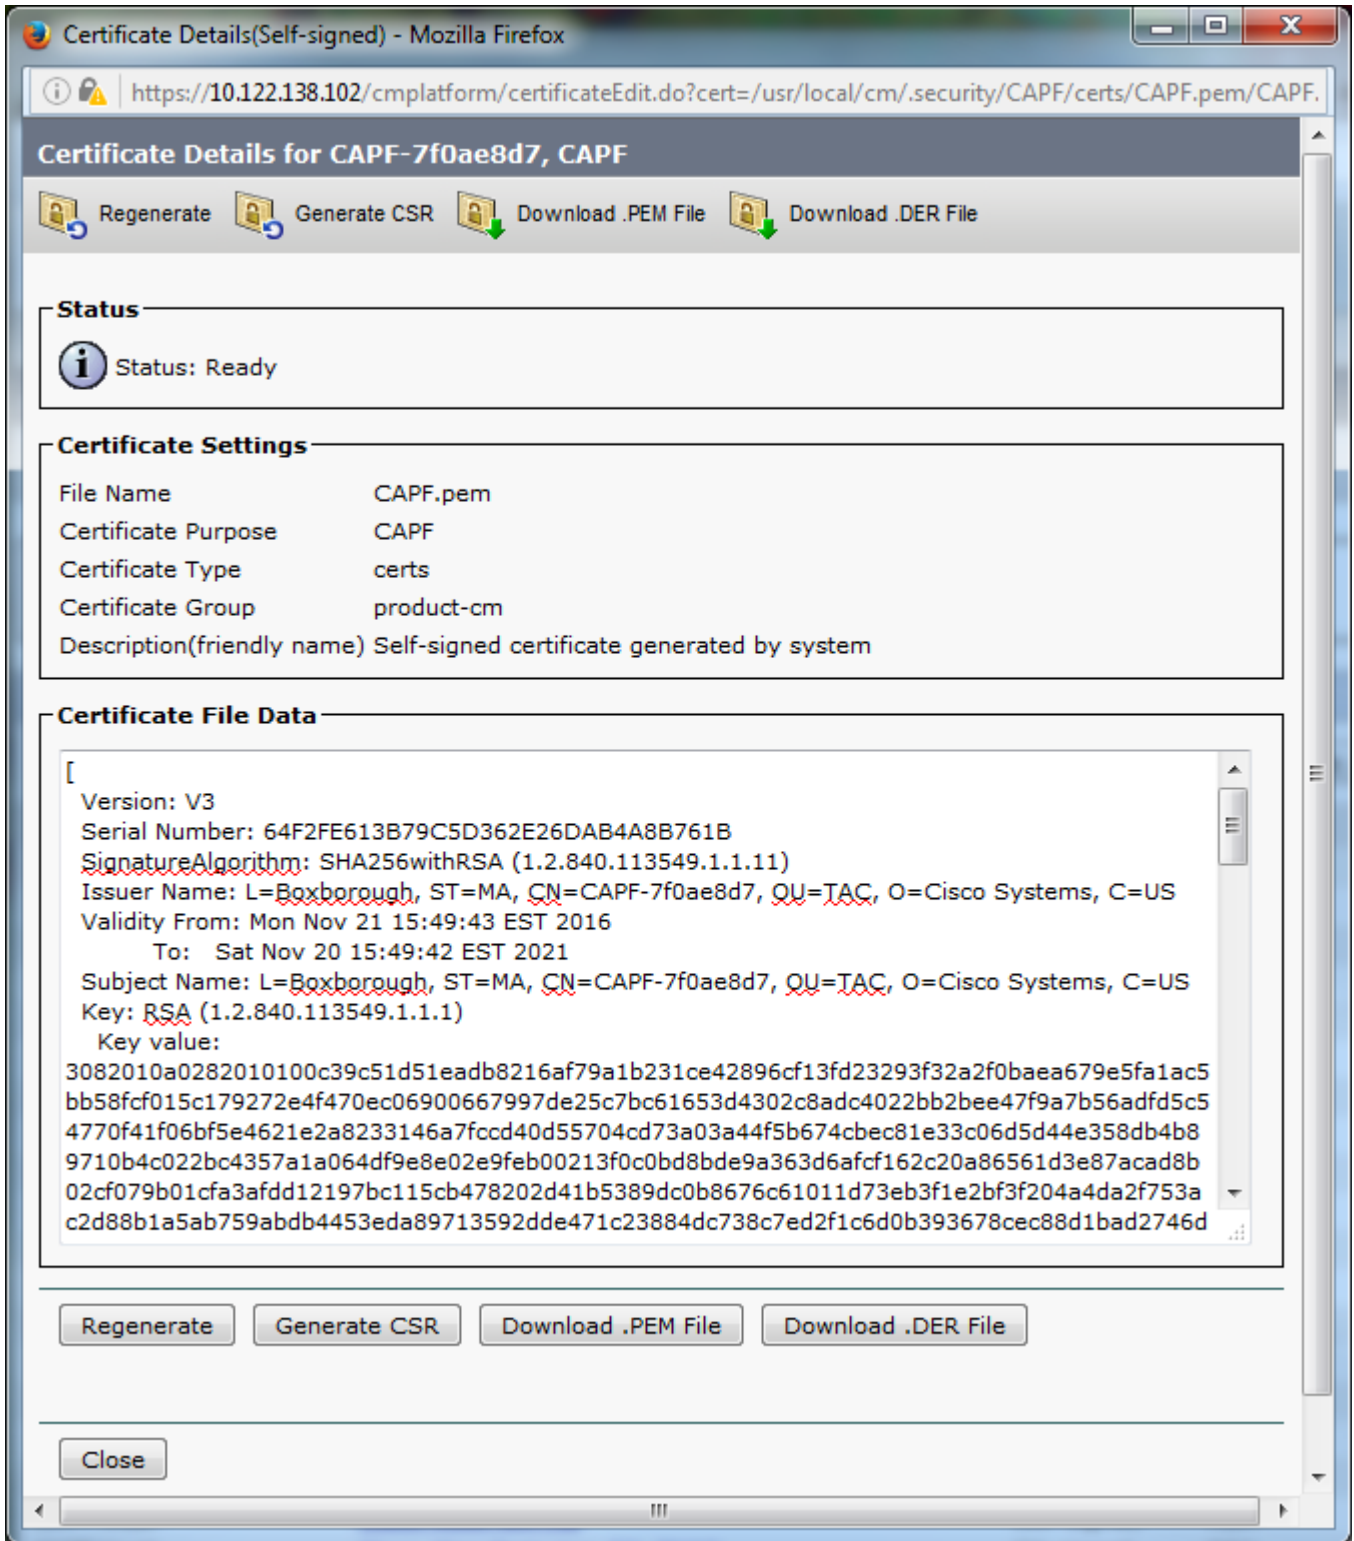 Certificate Details(Self-signed) - Mozilla Firefox
https://10.122.138.102/cmplatform/certificateEdit.do?cert=/usr/local/cm/.security/CAPF/certs/CAPF.pem/CAPF.
Certificate Details for CAPF-7f0ae8d7, CAPF
Regenerate Generate CSR Download .PEM File Download .DER File
Status
Status: Ready
Certificate Settings
File Name CAPF.pem
Certificate Purpose CAPF
Certificate Type certs
Certificate Group product-cm
Description(friendly name) Self-signed certificate generated by system
Certificate File Data
[
Version: V3
Serial Number: 64F2FE613B79C5D362E26DAB4A8B761B
SignatureAlgorithm: SHA256withRSA (1.2.840.113549.1.1.11)
Issuer Name: L=Boxborough, ST=MA, CN=CAPF-7f0ae8d7, OU=TAC, O=Cisco Systems, C=US
Validity From: Mon Nov 21 15:49:43 EST 2016
To: Sat Nov 20 15:49:42 EST 2021
Subject Name: L=Boxborough, ST=MA, CN=CAPF-7f0ae8d7, OU=TAC, O=Cisco Systems, C=US
Key: RSA (1.2.840.113549.1.1.1)
Key value:
3082010a0282010100c39c51d51eadb8216af79a1b231ce42896cf13fd23293f32a2f0baea679e5fa1ac5
bb58fcf015c179272e4f470ec06900667997de25c7bc61653d4302c8adc4022bb2bee47f9a7b56adfd5c5
4770f41f06bf5e4621e2a8233146a7fccd40d55704cd73a03a44f5b674cbec81e33c06d5d44e358db4b8
9710b4c022bc4357a1a064df9e8e02e9feb00213f0c0bd8bde9a363d6afcf162c20a86561d3e87acad8b
02cf079b01cfa3afdd12197bc115cb478202d41b5389dc0b8676c61011d73eb3f1e2bf3f204a4da2f753a
c2d88b1a5ab759abdb4453eda89713592dde471c23884dc738c7ed2f1c6d0b393678cec88d1bad2746d
Regenerate Generate CSR Download .PEM File Download .DER File
Close